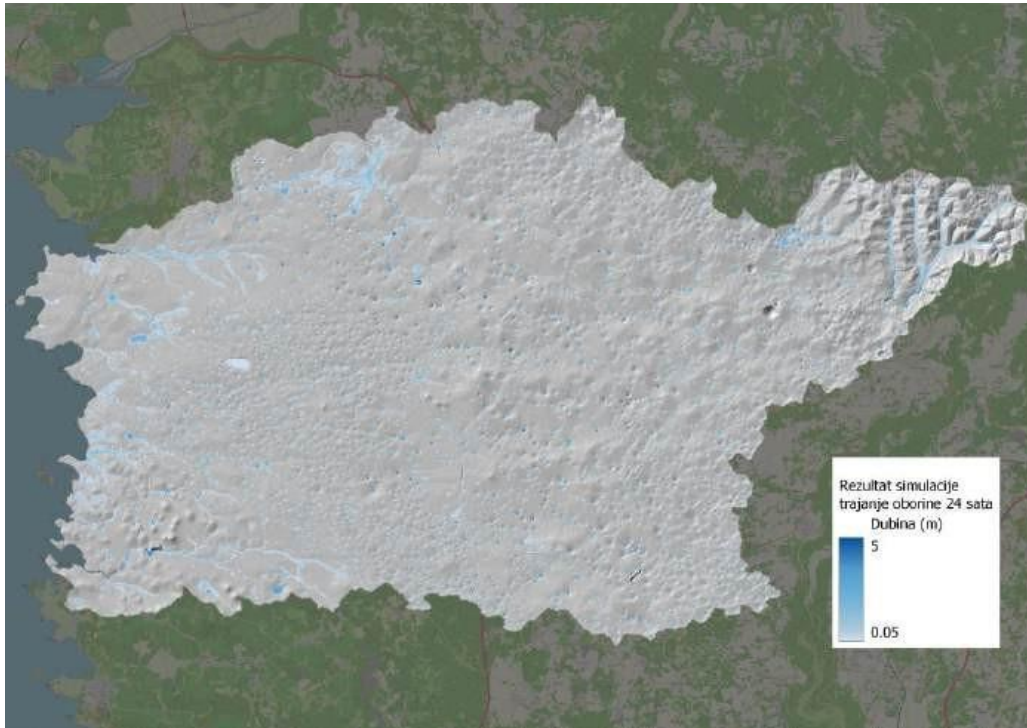 Rezultat simulacije
trajanje oborine 24 sata
Dubina (m)
5
0.05